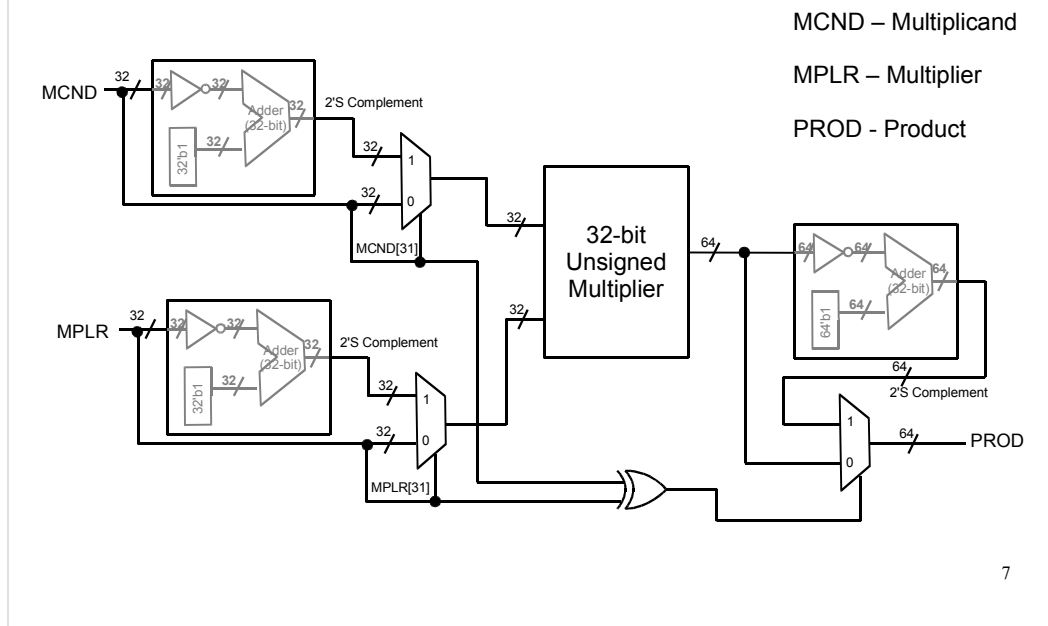 MCND – Multiplicand
MPLR – Multiplier
PROD - Product
MCND
32
32
32
Adder
(32-bit)
32
32'b1
32
2'S Complement
32
1
32
0
MCND[31]
32
32-bit
Unsigned
Multiplier
64
64
64
Adder
(32-bit)
64
64'b1
64
64
2'S Complement
1
0
64
PROD
MPLR
32
32
32
Adder
(32-bit)
32
32'b1
32
2'S Complement
32
1
32
0
MPLR[31]
32
7